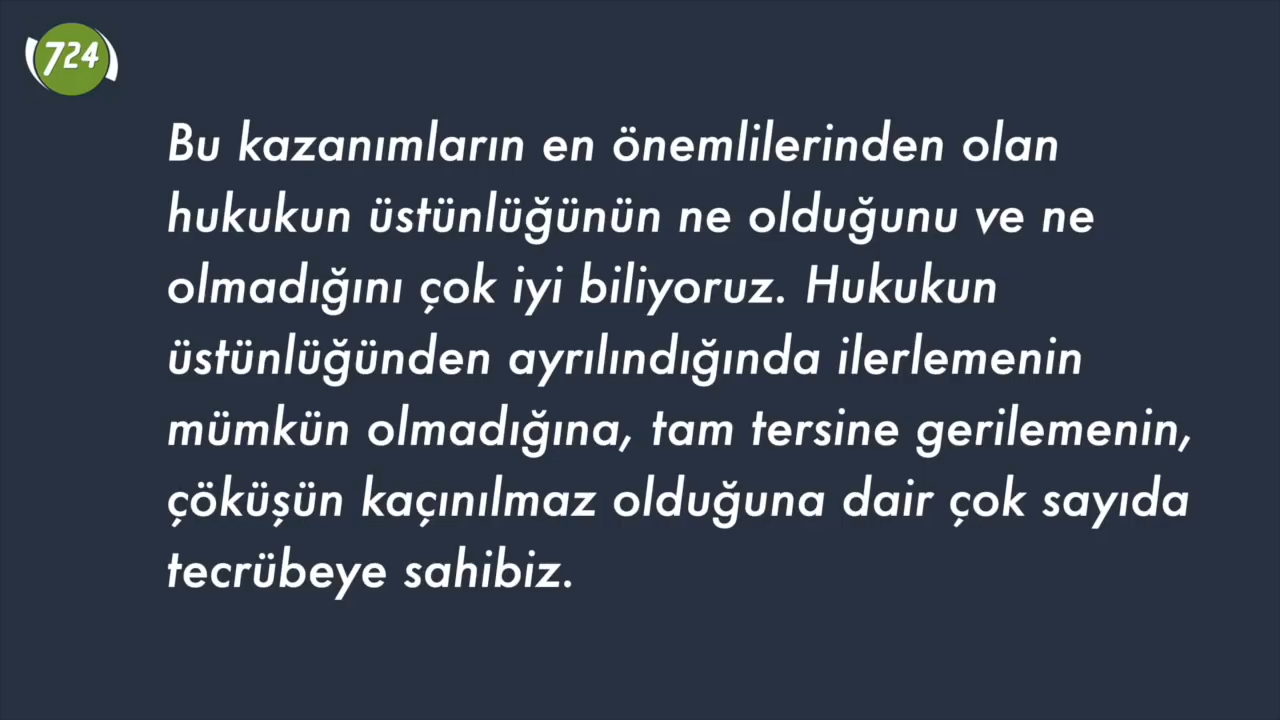 724
Bu kazanımların en önemlilerinden olan
hukukun üstünlüğünün ne olduğunu ve ne
olmadığını çok iyi biliyoruz. Hukukun
üstünlüğünden ayrılındığında ilerlemenin
mümkün olmadığına, tam tersine gerilemenin,
çöküşün kaçınılmaz olduğuna dair çok sayıda
tecrübeye sahibiz.